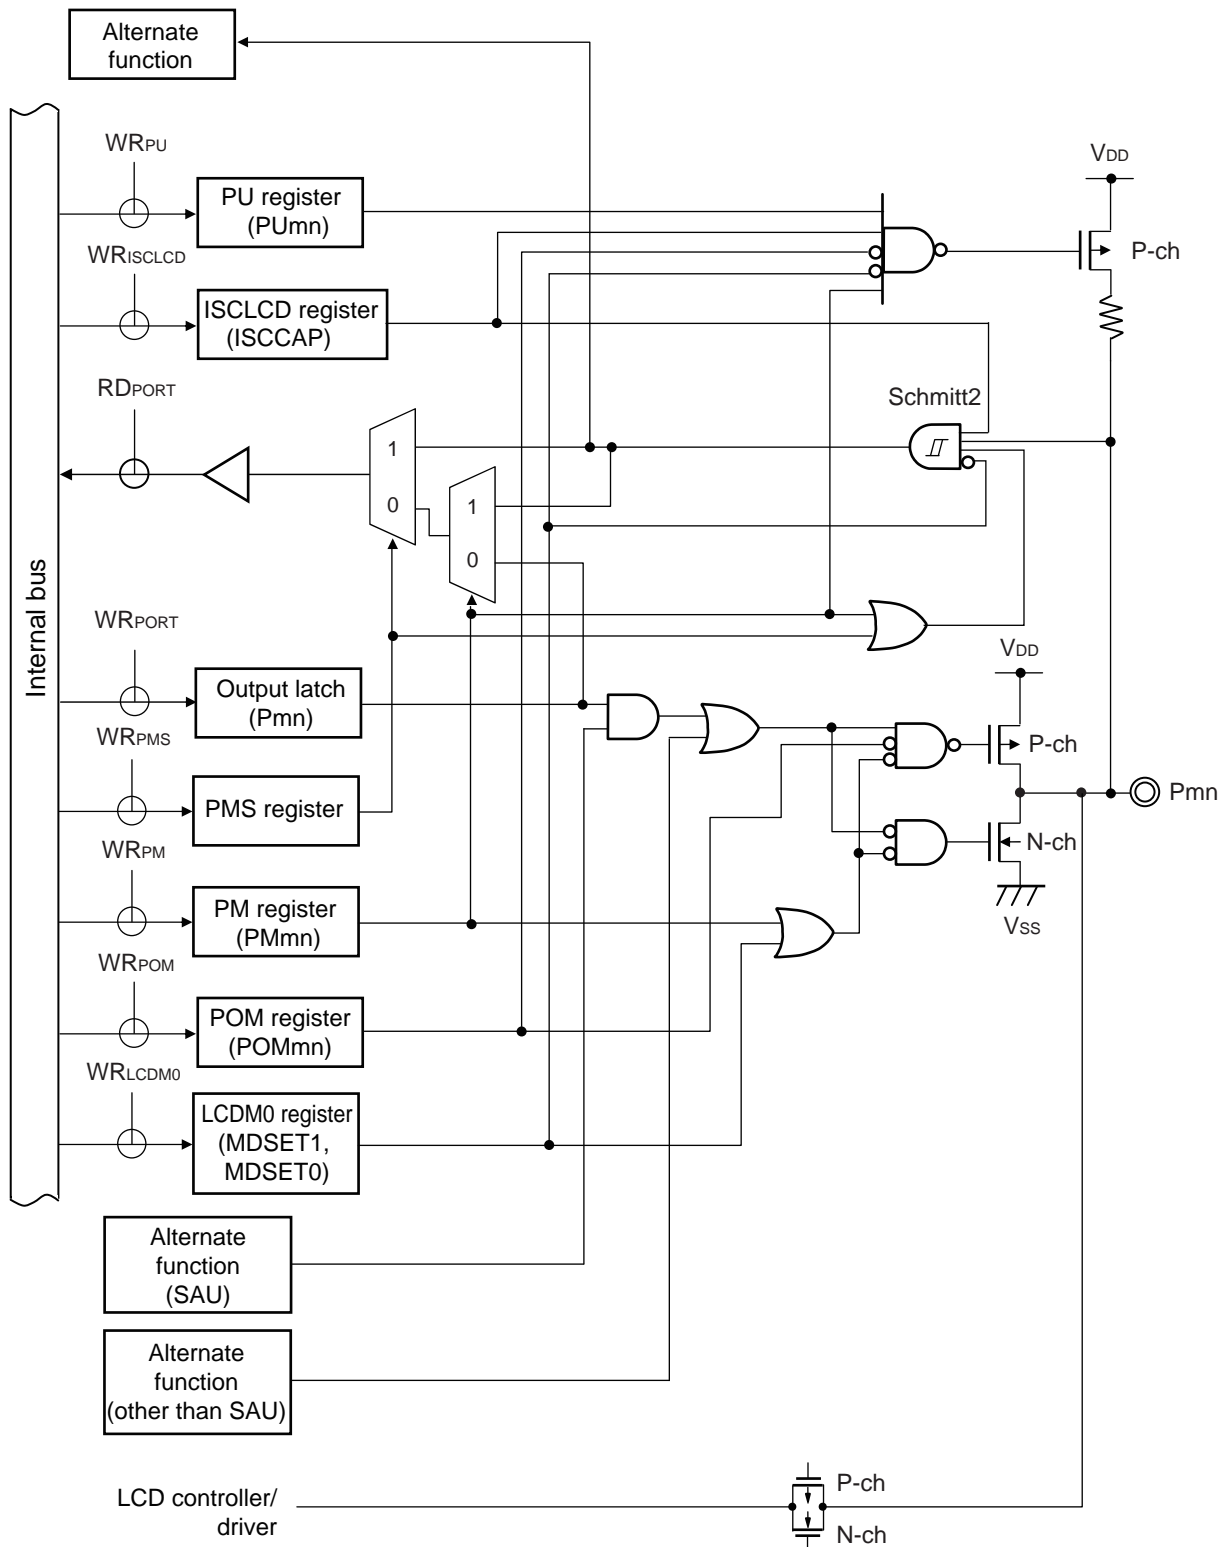 Alternate
function
WRPU
PU register
(PUmn)
VDD
P-ch
WRISCLCD
ISCLCD register
(ISCCAP)
RDPORT
Schmitt2
1
0
1
0
Internal bus
WRPORT
Output latch
(Pmn)
VDD
P-ch
WRPMS
PMS register
Pmn
N-ch
VSS
WRPM
PM register
(PMmn)
WRPOM
POM register
(POMmn)
WRLCDM0
LCDM0 register
(MDSET1,
MDSET0)
Alternate
function
(SAU)
Alternate
function
(other than SAU)
LCD controller/
driver
P-ch
N-ch